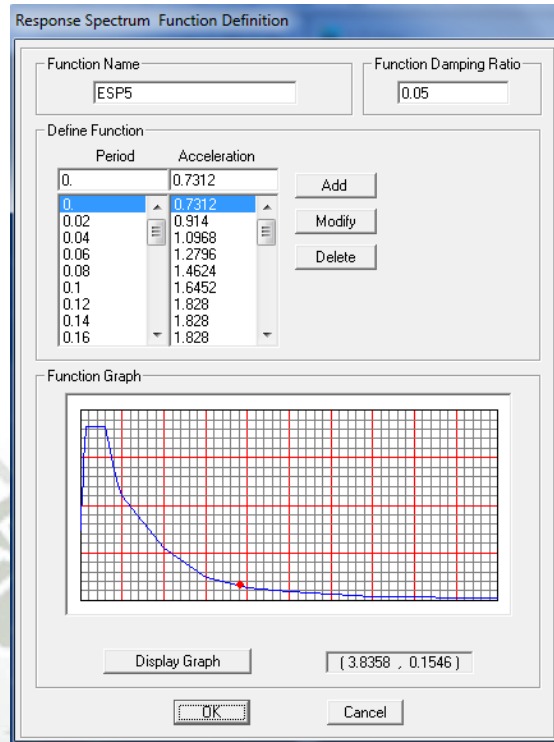 Response Spectrum Function Definition
Function Name
Function Damping Ratio
ESP5
0.05
Define Function
Period Acceleration
0. 0.7312
Add
0. 0.7312
0.02 0.914
Modify
0.04 1.0968
0.06 1.2796
Delete
0.08 1.4624
0.1 1.6452
0.12 1.828
0.14 1.828
0.16 1.828
Function Graph
Display Graph
( 3.8358 , 0.1546 )
OK
Cancel